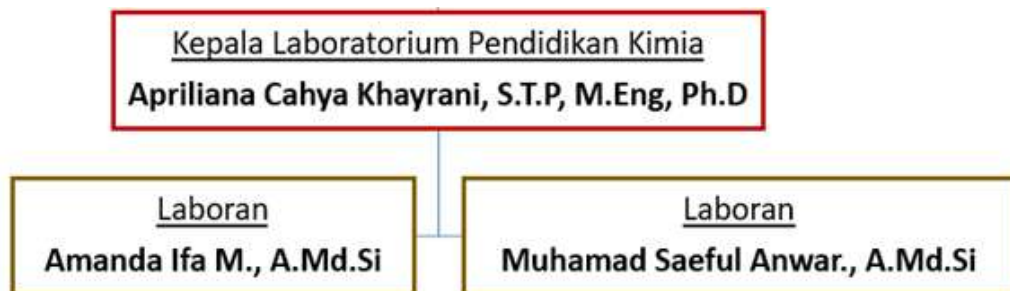 Kepala Laboratorium Pendidikan Kimia
Apriliana Cahya Khayrani, S.T.P, M.Eng, Ph.D
Laboran
Amanda Ifa M., A.Md.Si
Laboran
Muhamad Saeful Anwar., A.Md.Si